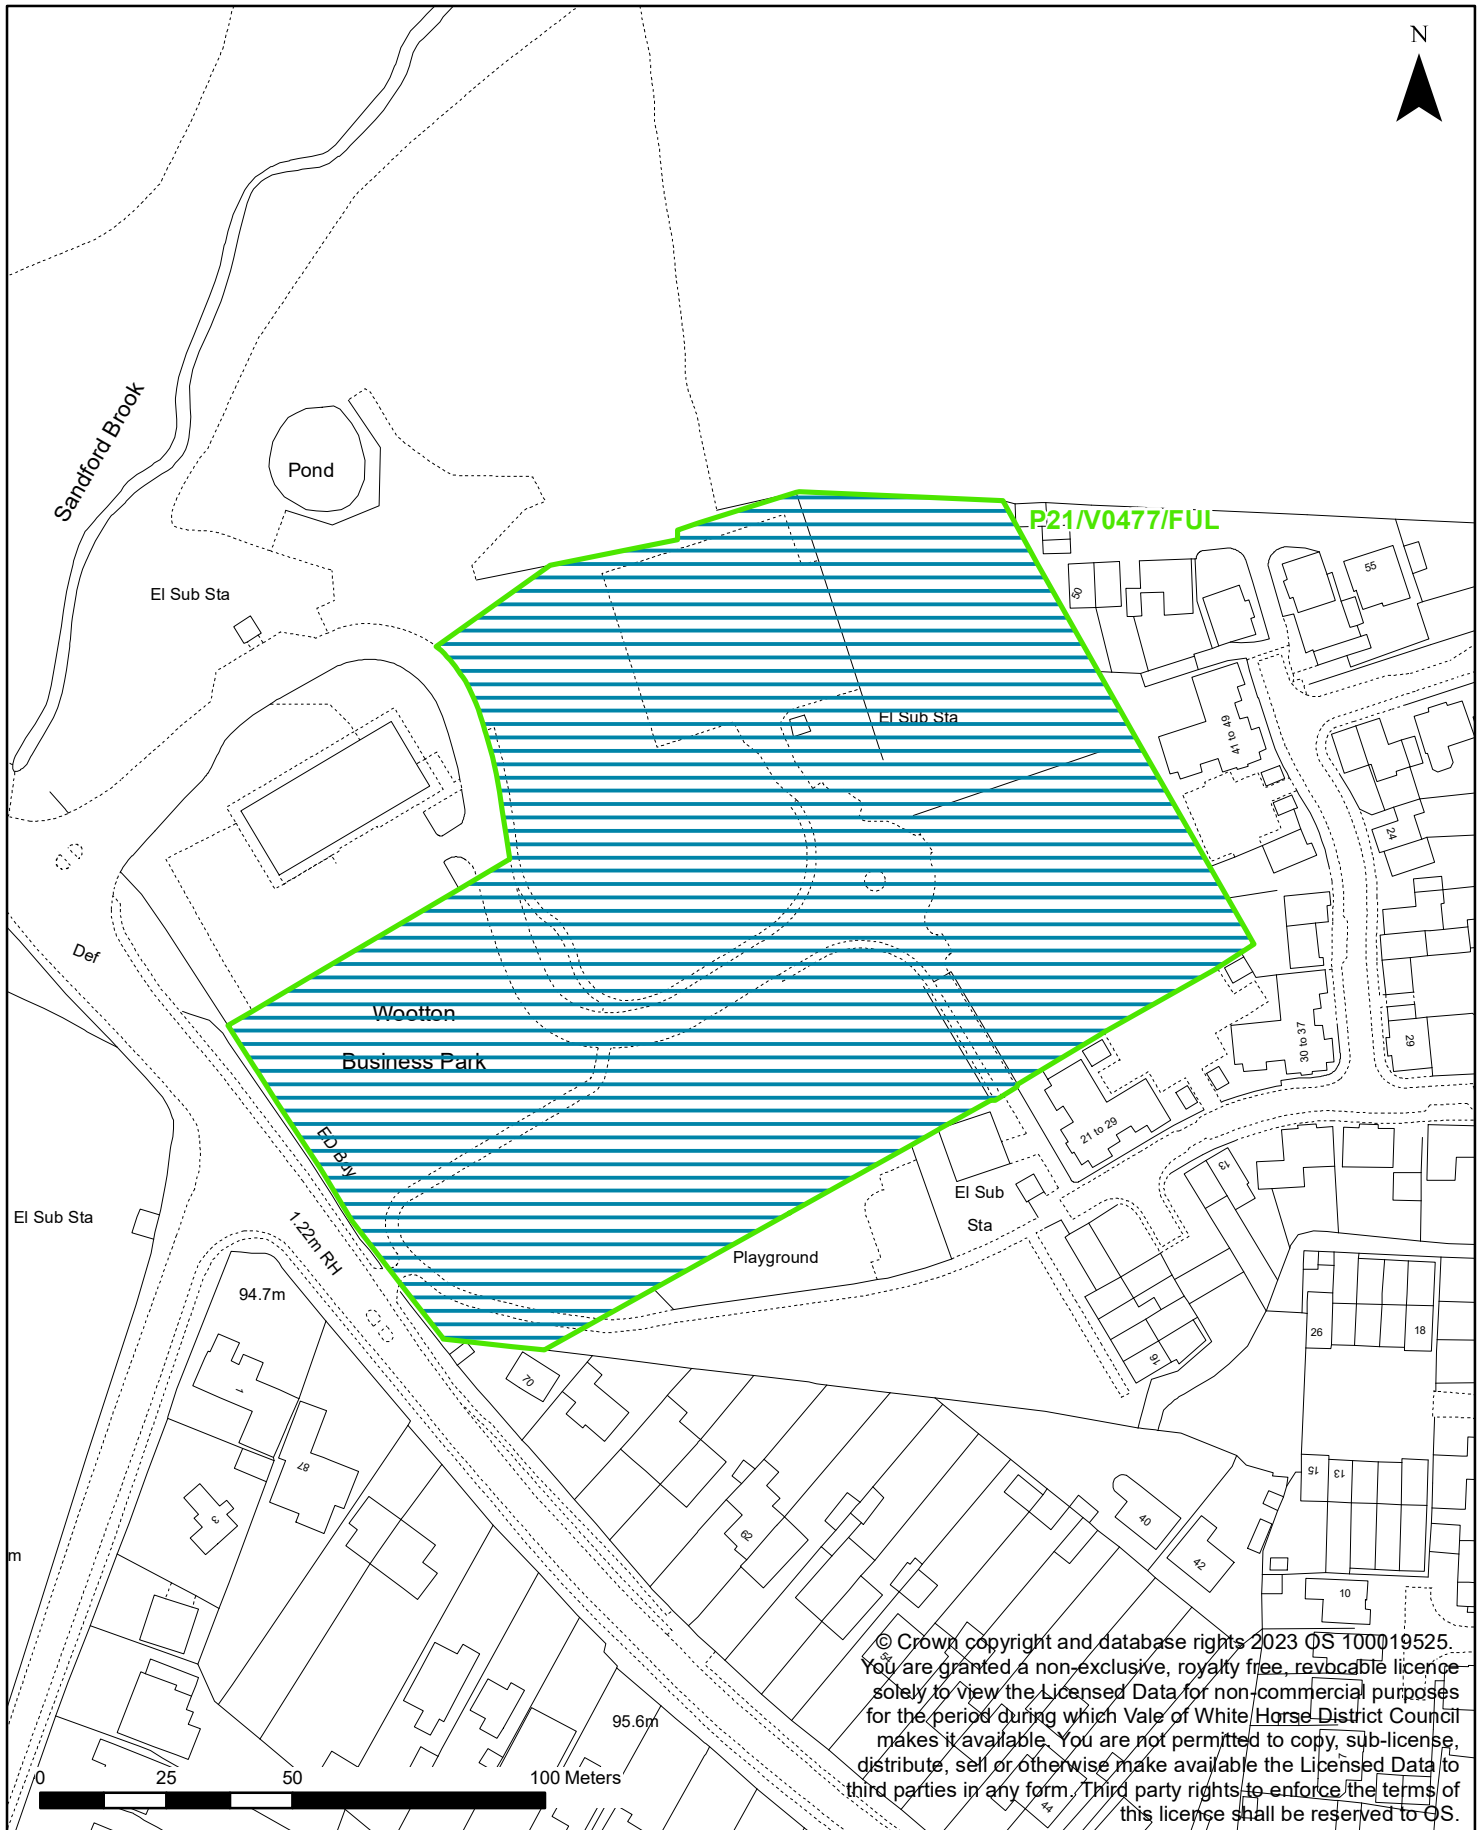 N
Sandford Brook
Pond
P21/V0477/FUL
El Sub Sta
50
55
El Sub Sta
41 to 49
24
Def
Wootton
Business Park
30 to 37
29
ED Bdy
21 to 29
13
El Sub Sta
El Sub
Sta
1.22m RH
Playground
94.7m
26
18
16
1
70
87
15
13
3
62
40
42
m
10
54
95.6m
7
44
© Crown copyright and database rights 2023 OS 100019525.
You are granted a non-exclusive, royalty free, revocable licence
solely to view the Licensed Data for non-commercial purposes
for the period during which Vale of White Horse District Council
makes it available. You are not permitted to copy, sub-license,
distribute, sell or otherwise make available the Licensed Data to
third parties in any form. Third party rights to enforce the terms of
this licence shall be reserved to OS.
0 25 50 100 Meters